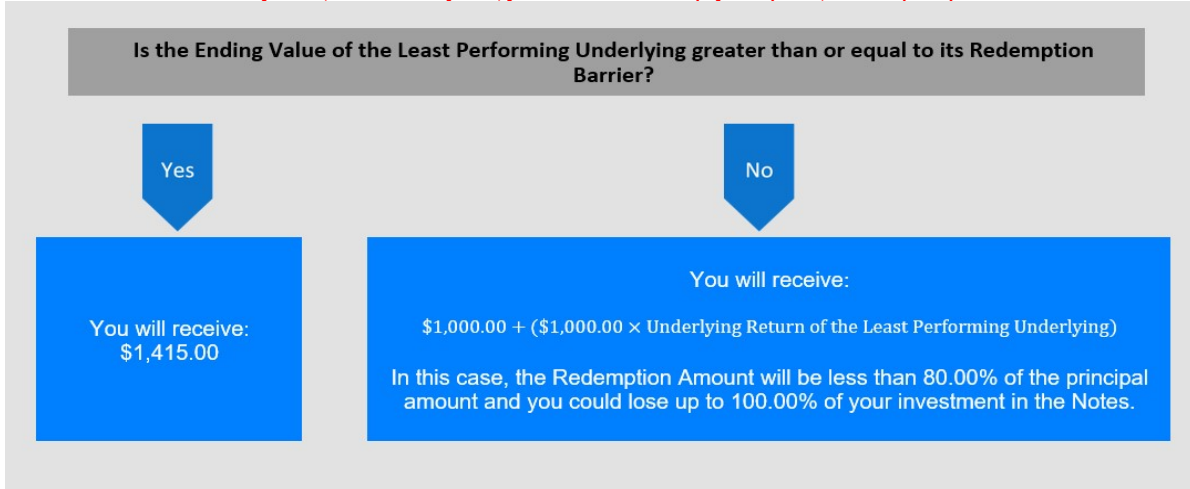 Is the Ending Value of the Least Performing Underlying greater than or equal to its Redemption
Barrier?
Yes
No
You will receive:
$1,415.00
You will receive:
$1,000.00 + ($1,000.00 × Underlying Return of the Least Performing Underlying)
In this case, the Redemption Amount will be less than 80.00% of the principal
amount and you could lose up to 100.00% of your investment in the Notes.